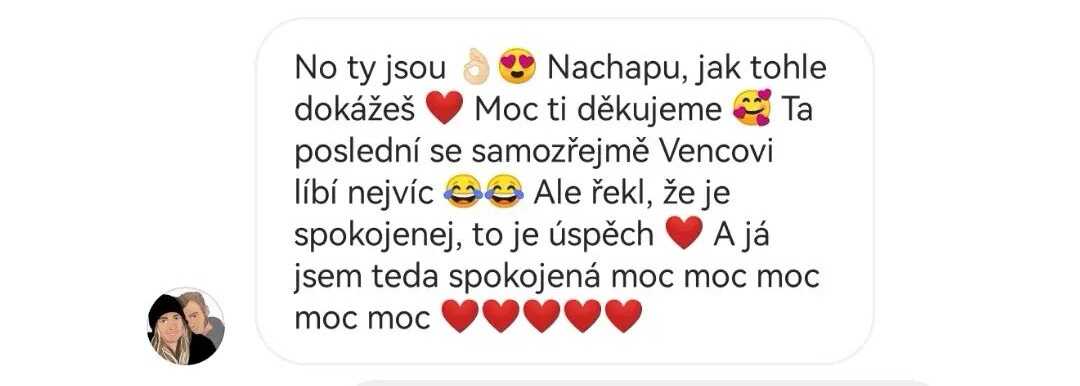 No ty jsou 👌🏻😍 Nachapu, jak tohle
dokážeš ❤️ Moc ti děkujeme 🥰 Ta
poslední se samozřejmě Vencovi
líbí nejvíc 😂😂 Ale řekl, že je
spokojenej, to je úspěch ❤️ A já
jsem teda spokojená moc moc moc
moc moc ❤️❤️❤️❤️❤️